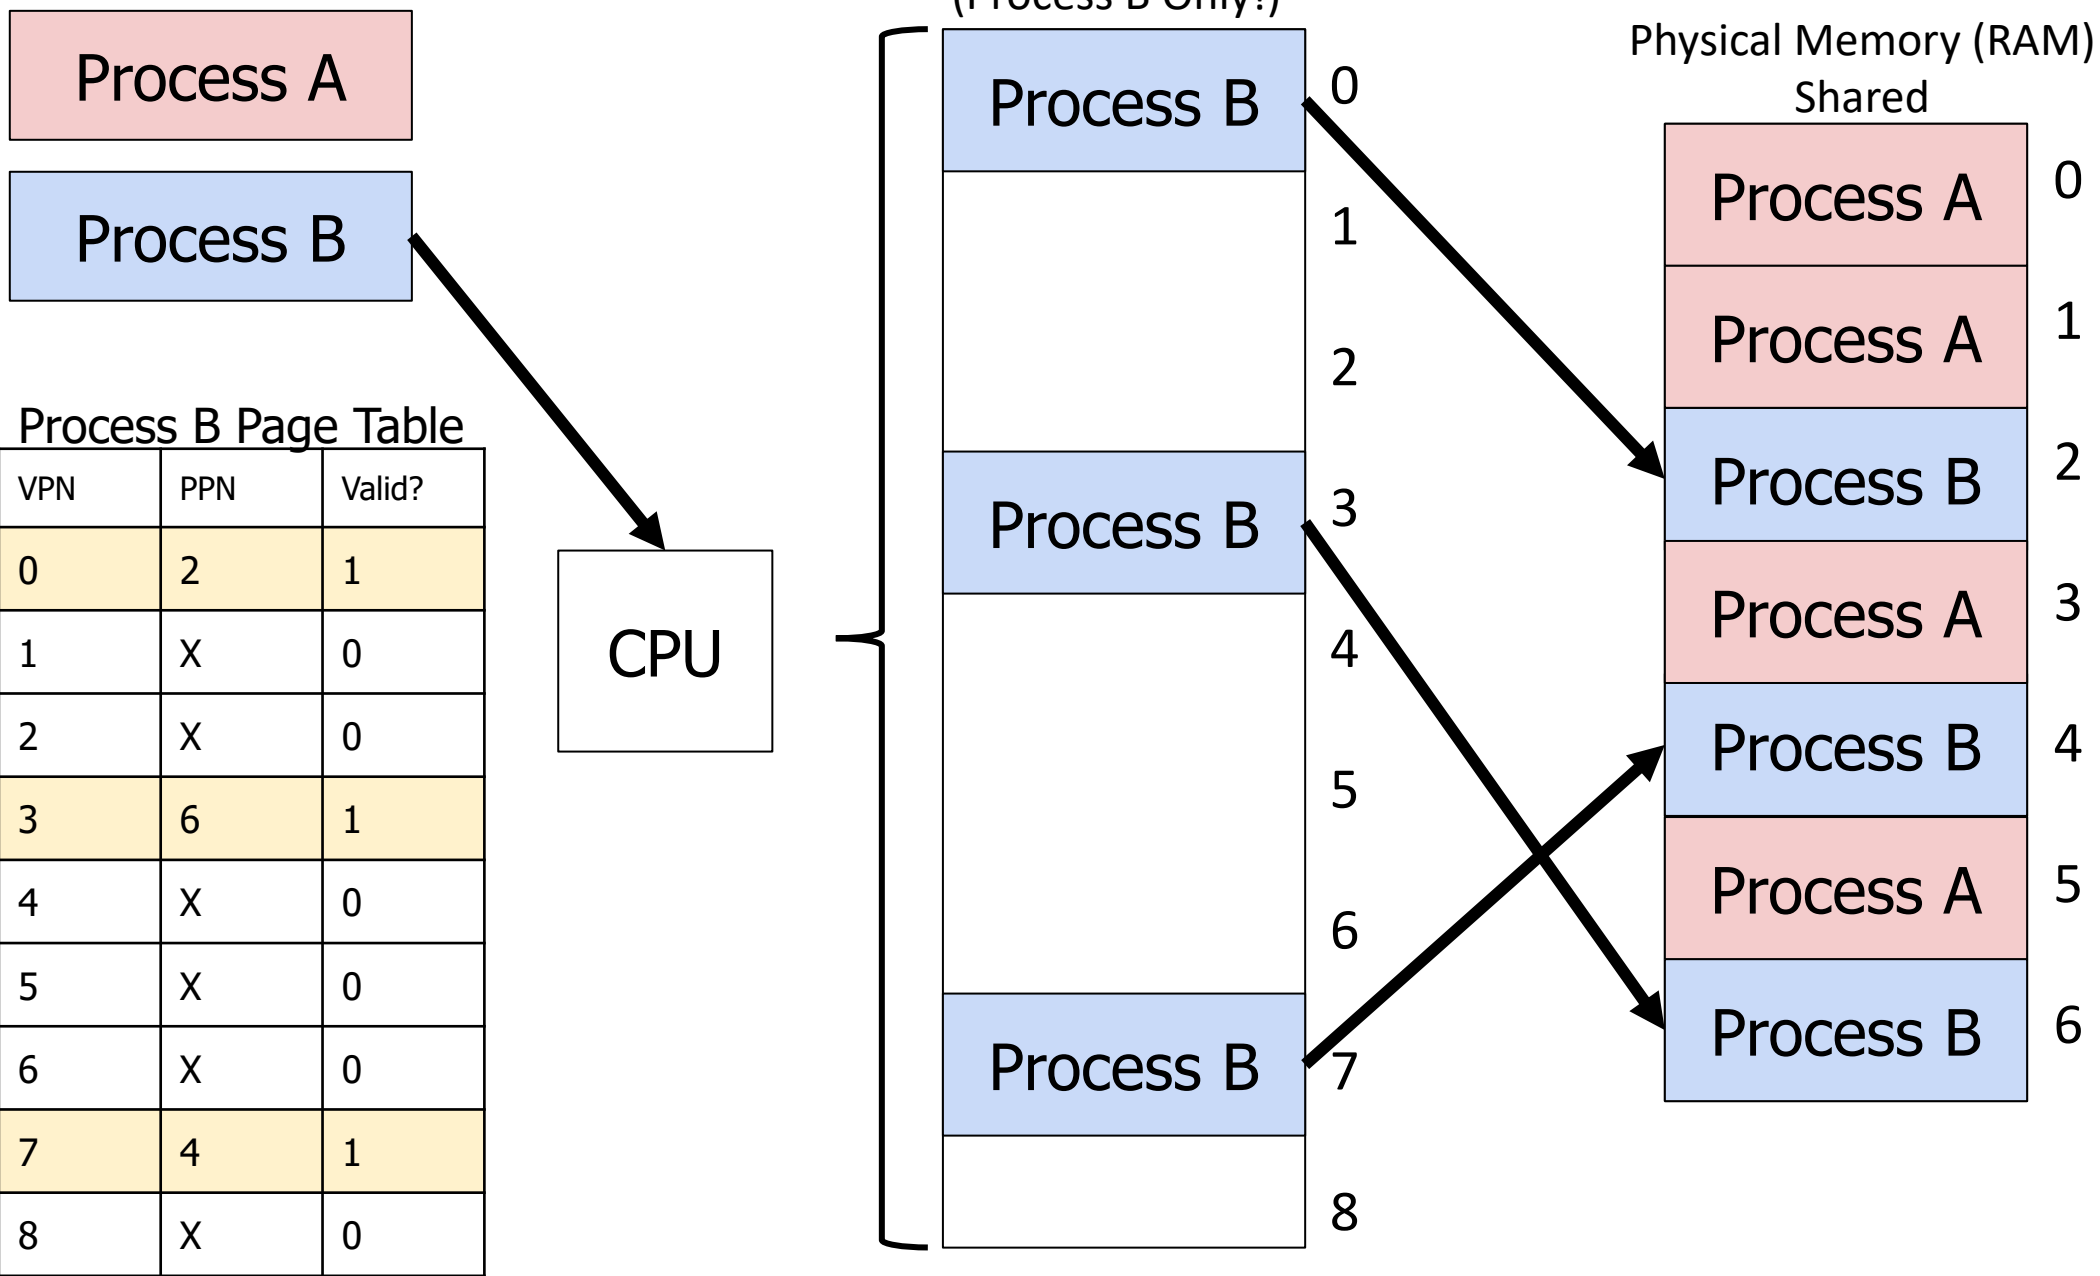 (Process B Only!)
Process A
Process B
Process B Page Table
VPN PPN Valid?
0 2 1
1 X 0
2 X 0
3 6 1
4 X 0
5 X 0
6 X 0
7 4 1
8 X 0
CPU
Process B 0
1
2
Process B 3
4
5
6
Process B 7
8
Physical Memory (RAM)
Shared
Process A 0
Process A 1
Process B 2
Process A 3
Process B 4
Process A 5
Process B 6